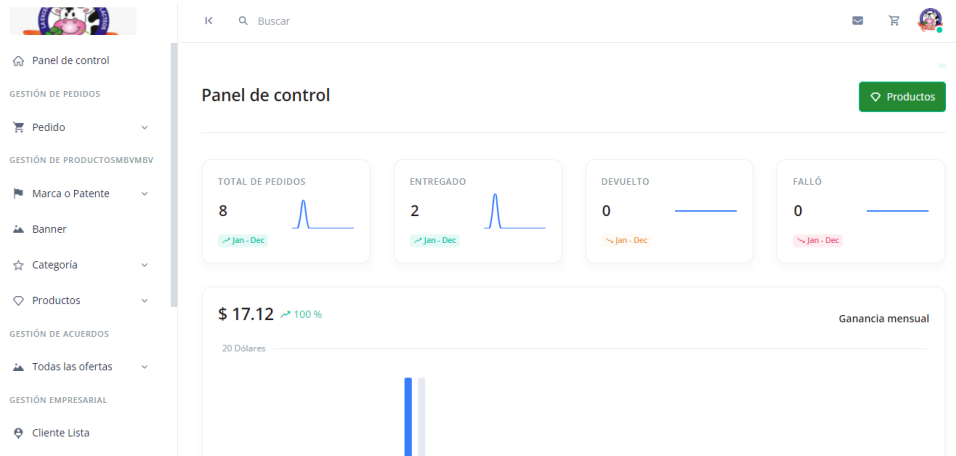 Buscar
Panel de control
GESTIÓN DE PEDIDOS
Pedido
GESTIÓN DE PRODUCTOSMBVMBV
Marca o Patente
Banner
Categoría
Productos
GESTIÓN DE ACUERDOS
Todas las ofertas
GESTIÓN EMPRESARIAL
Cliente Lista
Panel de control
Productos
TOTAL DE PEDIDOS
8
Jan - Dec
ENTREGADO
2
Jan - Dec
DEVUELTO
0
Jan - Dec
FALLÓ
0
Jan - Dec
$ 17.12 100 %
Ganancia mensual
20 Dólares